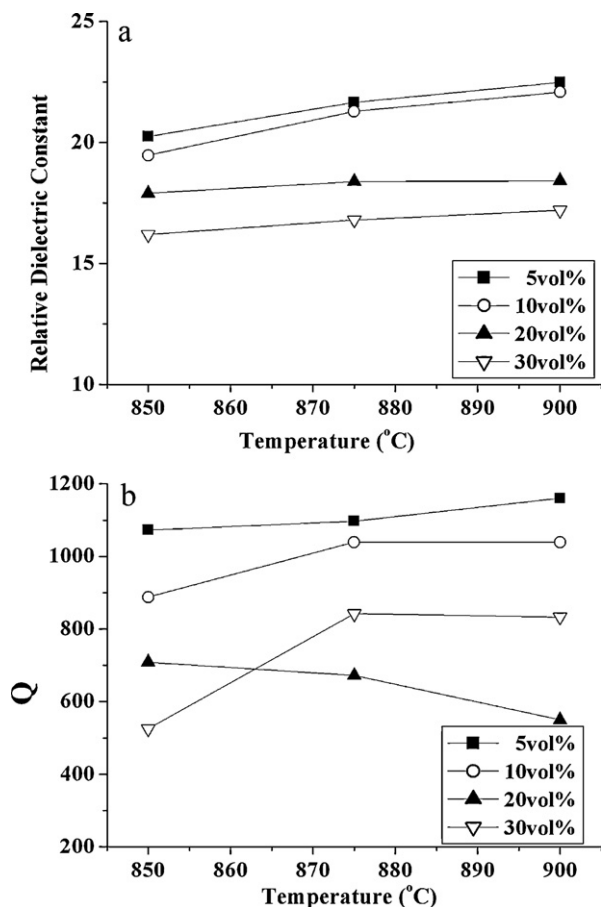 a
25
20
15
10
Relative Dielectric Constant
5vol%
10vol%
20vol%
30vol%
850 860 870 880 890 900
Temperature (°C)
b
1200
1000
800
600
400
200
Q
5vol%
10vol%
20vol%
30vol%
850 860 870 880 890 900
Temperature (°C)